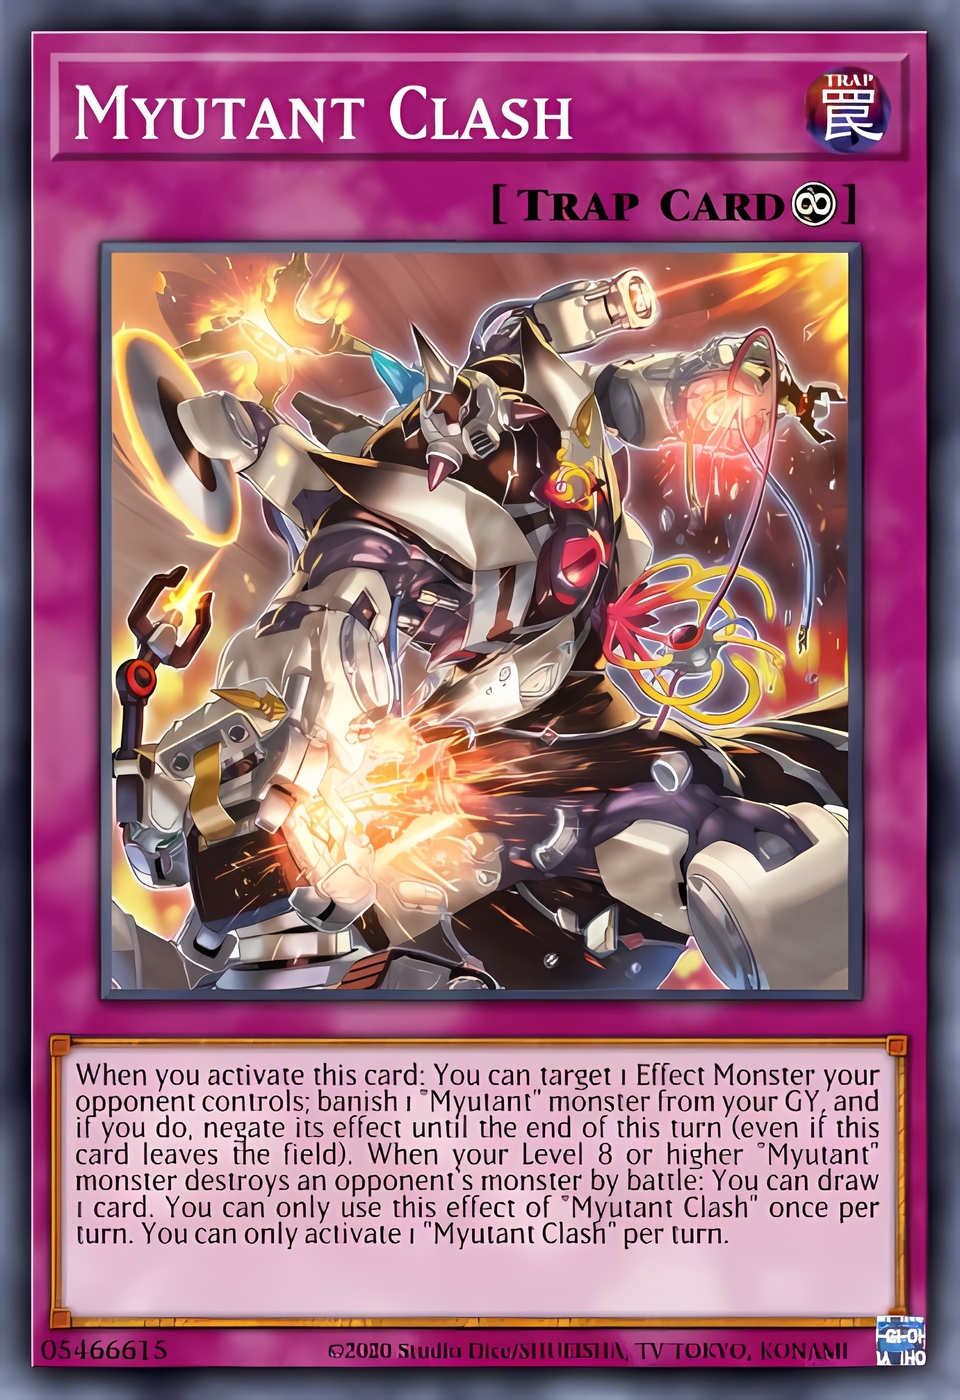 MYUTANT CLASH
TRAP
罠
[TRAP CARD]
When you activate this card: You can target 1 Effect Monster your
opponent controls; banish 1 "Myutant" monster from your GY, and
if you do, negate its effect until the end of this turn (even if this
card leaves the field). When your Level 8 or higher "Myutant"
monster destroys an opponent's monster by battle: You can draw
1 card. You can only use this effect of "Myutant Clash" once per
turn. You can only activate 1 "Myutant Clash" per turn.
05466615
©2020 Studio Dice/SHUEISHA, TV TOKYO, KONAMI